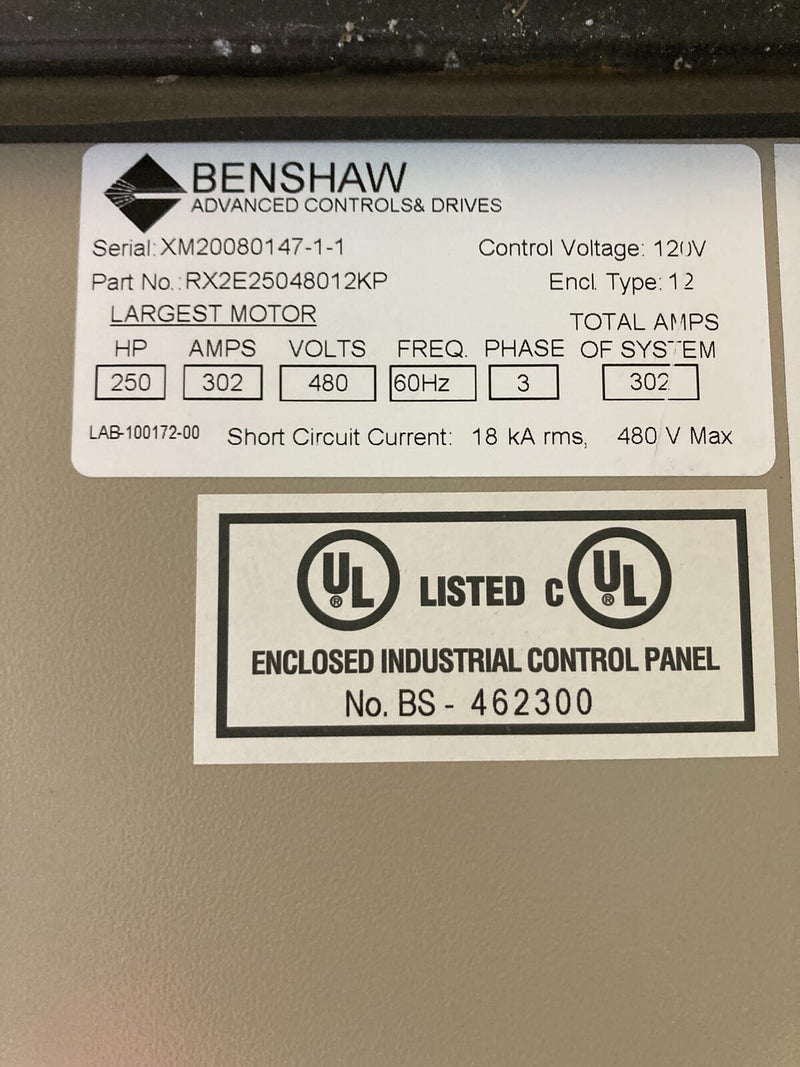 BENSHAW
ADVANCED CONTROLS& DRIVES
Serial: XM20080147-1-1 Control Voltage: 120V
Part No.: RX2E25048012KP Encl. Type: 12
LARGEST MOTOR TOTAL AMPS
HP AMPS VOLTS FREQ. PHASE OF SYSTEM
250 302 480 60Hz 3 302
LAB-100172-00 Short Circuit Current: 18 kA rms, 480 V Max
UL ® LISTED C UL ®
ENCLOSED INDUSTRIAL CONTROL PANEL
No. BS - 462300